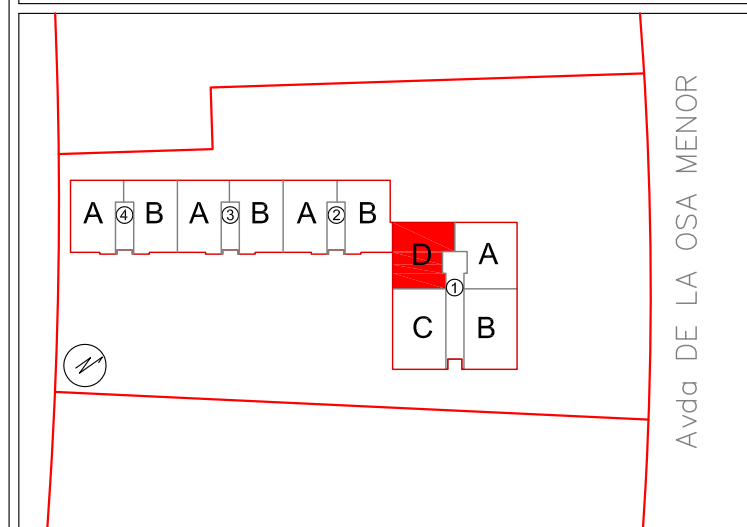 A 4 B A 3 B A 2 B
D A
1
C B
N
Avda DE LA OSA MENOR